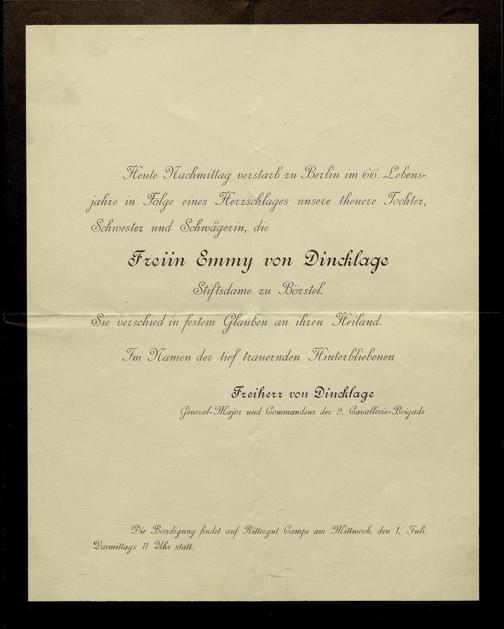 Heute Nachmittag verstarb zu Berlin im 66. Lebens-
jahre in Folge eines Herzschlages unsere theuere Tochter,
Schwester und Schwägerin, die
Freiin Emmy von Dincklage
Stiftsdame zu Börstel.
Sie verschied in festem Glauben an ihren Heiland.
Im Namen der tief trauernden Hinterbliebenen
Freiherr von Dincklage
General-Major und Commandeur der 9. Cavallerie-Brigade
Die Beerdigung findet auf Rittergut Campe am Mittwoch, den 1. Juli,
Vormittags 11 Uhr statt.